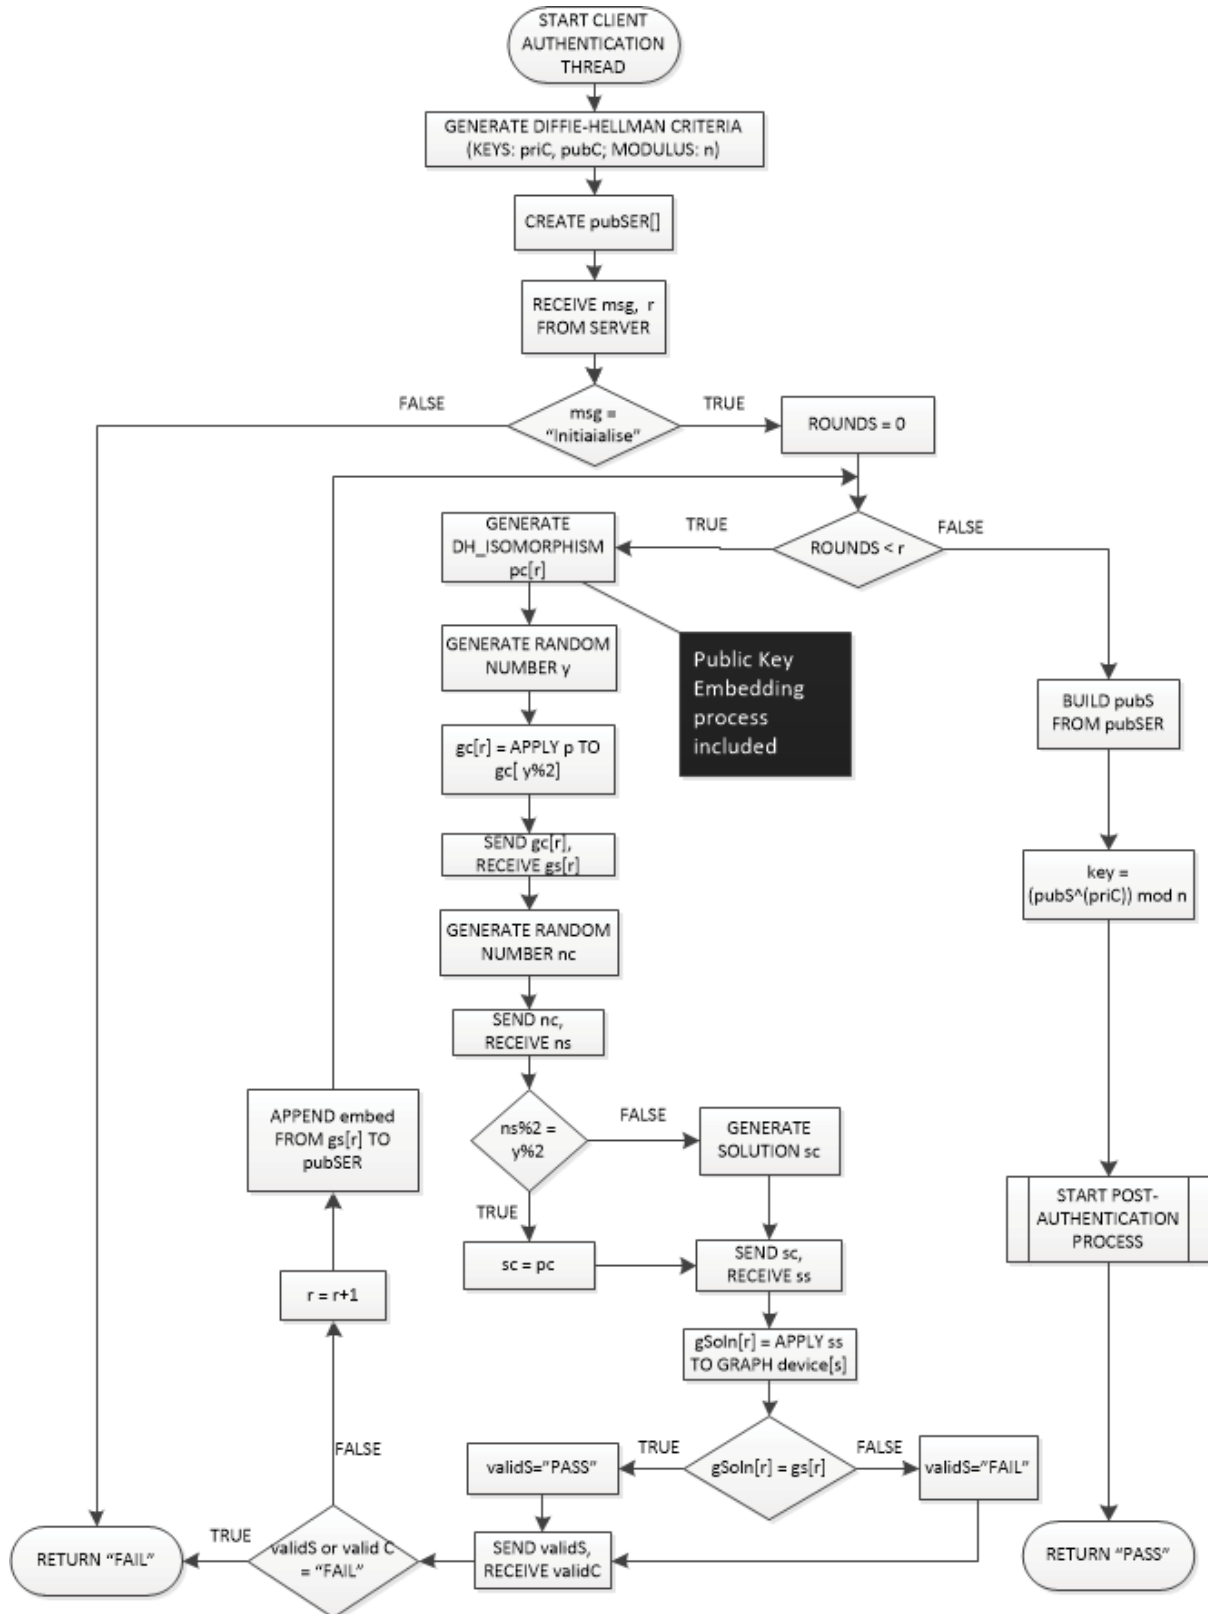 START CLIENT
AUTHENTICATION
THREAD
GENERATE DIFFIE-HELLMAN CRITERIA
(KEYS: priC, pubC; MODULUS: n)
CREATE pubSER[]
RECEIVE msg, r
FROM SERVER
FALSE
msg =
“Initiaialise”
TRUE
ROUNDS = 0
ROUNDS < r
TRUE
FALSE
GENERATE
DH_ISOMORPHISM
pc[r]
Public Key
Embedding
process
included
GENERATE RANDOM
NUMBER y
gc[r] = APPLY p TO
gc[ y%2]
SEND gc[r],
RECEIVE gs[r]
GENERATE RANDOM
NUMBER nc
SEND nc,
RECEIVE ns
ns%2 =
y%2
FALSE
GENERATE
SOLUTION sc
TRUE
sc = pc
SEND sc,
RECEIVE ss
gSoln[r] = APPLY ss
TO GRAPH device[s]
gSoln[r] = gs[r]
TRUE
FALSE
validS=”PASS”
validS=”FAIL”
SEND validS,
RECEIVE validC
validS or valid C
= “FAIL”
TRUE
RETURN “FAIL”
FALSE
r = r+1
APPEND embed
FROM gs[r] TO
pubSER
BUILD pubS
FROM pubSER
key =
(pubS^(priC)) mod n
START POST-
AUTHENTICATION
PROCESS
RETURN “PASS”